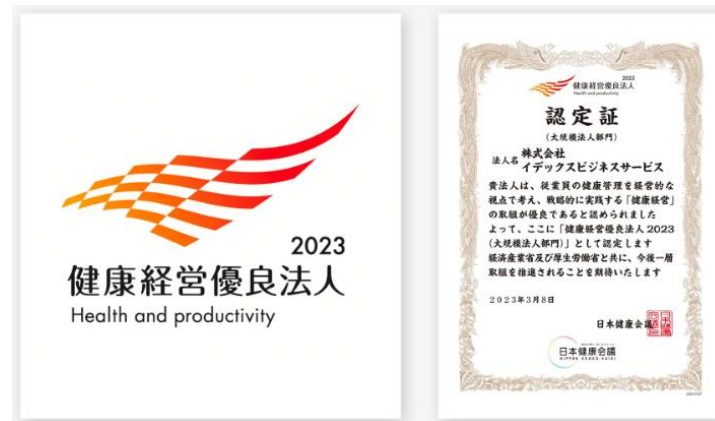 2023
健康経営優良法人
Health and productivity
2023
健康経営優良法人
Health and productivity
認定証
(大規模法人部門)
法人名 株式会社
イデックスビジネスサービス
貴法人は、従業員の健康管理を経営的な
視点で考え、戦略的に実践する「健康経営」
の取組が優良であると認められました
よって、ここに「健康経営優良法人2023
(大規模法人部門)」として認定します
経済産業省及び厚生労働省と共に、今後一層
取組を推進されることを期待いたします
2023年3月8日
日本健康会議
日本健康会議
NIPPON KENKO KAIGI